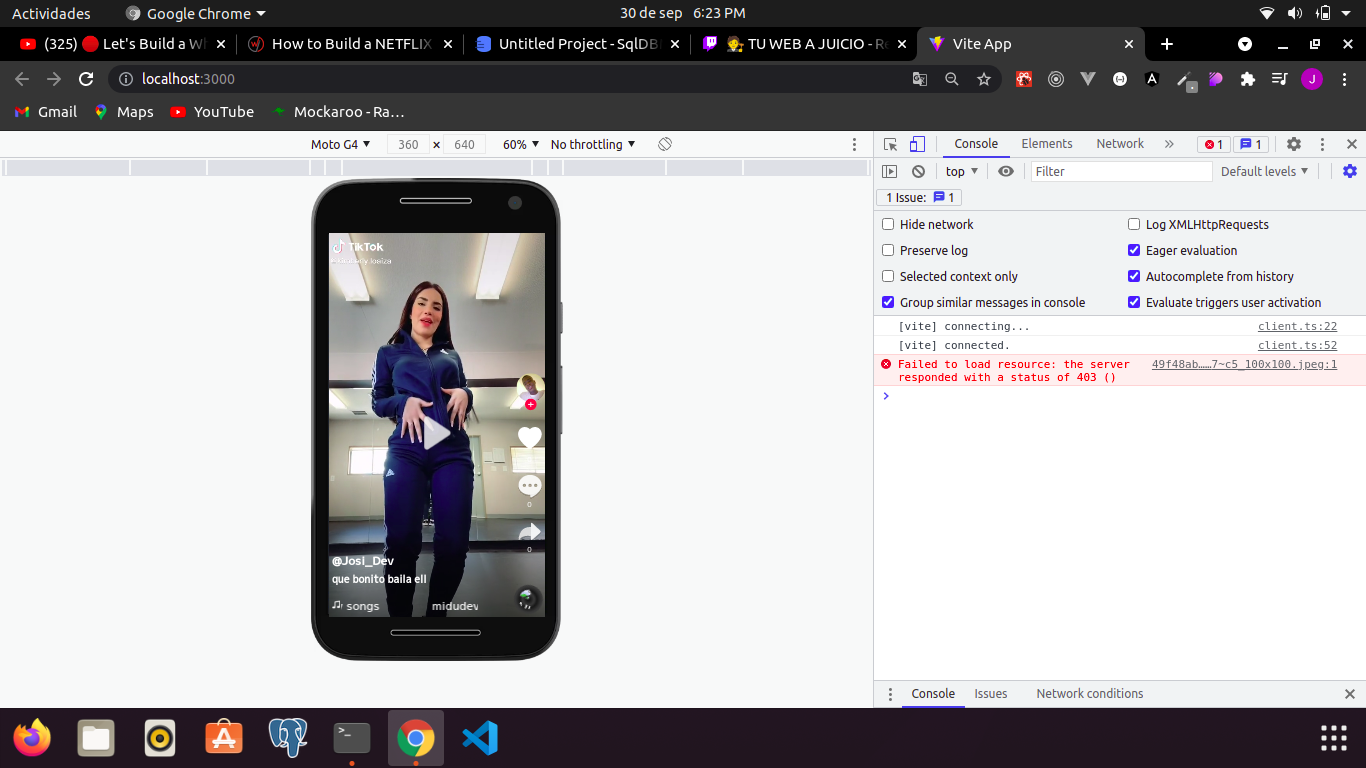 Actividades
Google Chrome
30 de sep 6:23 PM
(325) 🔴 Let's Build a Wh
How to Build a NETFLIX
Untitled Project - SqlDB
TU WEB A JUICIO - Re
Vite App
localhost:3000
Gmail
Maps
YouTube
Mockaroo - Ra…
Moto G4
360 × 640
60%
No throttling
TikTok
@JosI_Dev
que bonito baila ell
songs
midudev
0
0
Console
Elements
Network
1
1
top
Filter
Default levels
1 Issue: 1
Hide network
Log XMLHttpRequests
Preserve log
Eager evaluation
Selected context only
Autocomplete from history
Group similar messages in console
Evaluate triggers user activation
[vite] connecting... client.ts:22
[vite] connected. client.ts:52
Failed to load resource: the server 49f48ab……7~c5_100x100.jpeg:1
responded with a status of 403 ()
Console
Issues
Network conditions